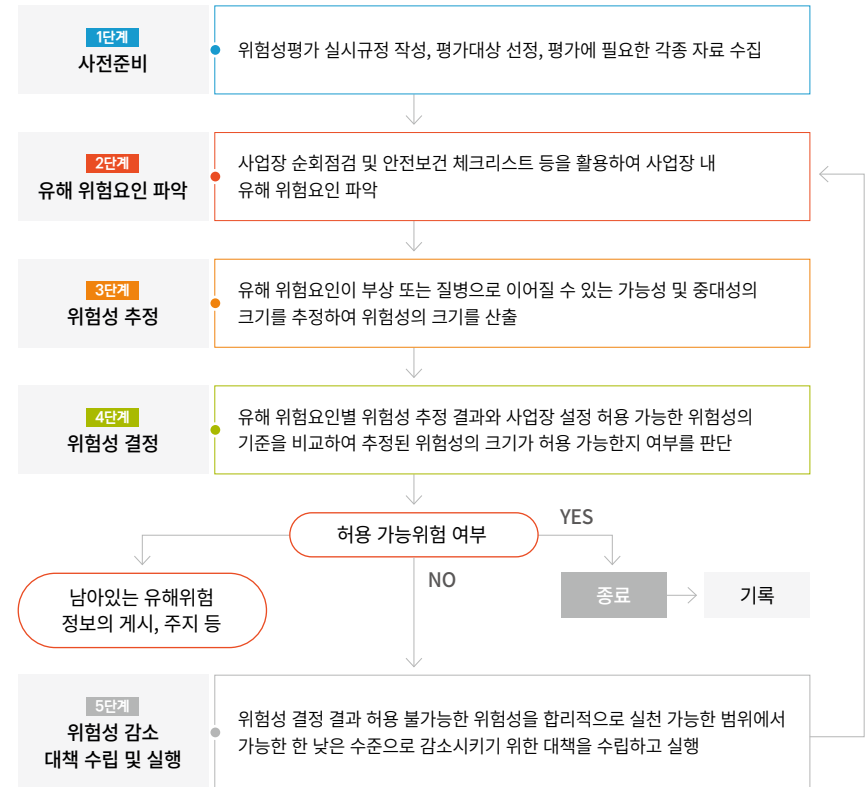 1단계
사전준비
위험성평가 실시규정 작성, 평가대상 선정, 평가에 필요한 각종 자료 수집
2단계
유해 위험요인 파악
사업장 순회점검 및 안전보건 체크리스트 등을 활용하여 사업장 내
유해 위험요인 파악
3단계
위험성 추정
유해 위험요인이 부상 또는 질병으로 이어질 수 있는 가능성 및 중대성의
크기를 추정하여 위험성의 크기를 산출
4단계
위험성 결정
유해 위험요인별 위험성 추정 결과와 사업장 설정 허용 가능한 위험성의
기준을 비교하여 추정된 위험성의 크기가 허용 가능한지 여부를 판단
허용 가능위험 여부
YES
NO
남아있는 유해위험
정보의 게시, 주지 등
종료
기록
5단계
위험성 감소
대책 수립 및 실행
위험성 결정 결과 허용 불가능한 위험성을 합리적으로 실천 가능한 범위에서
가능한 한 낮은 수준으로 감소시키기 위한 대책을 수립하고 실행